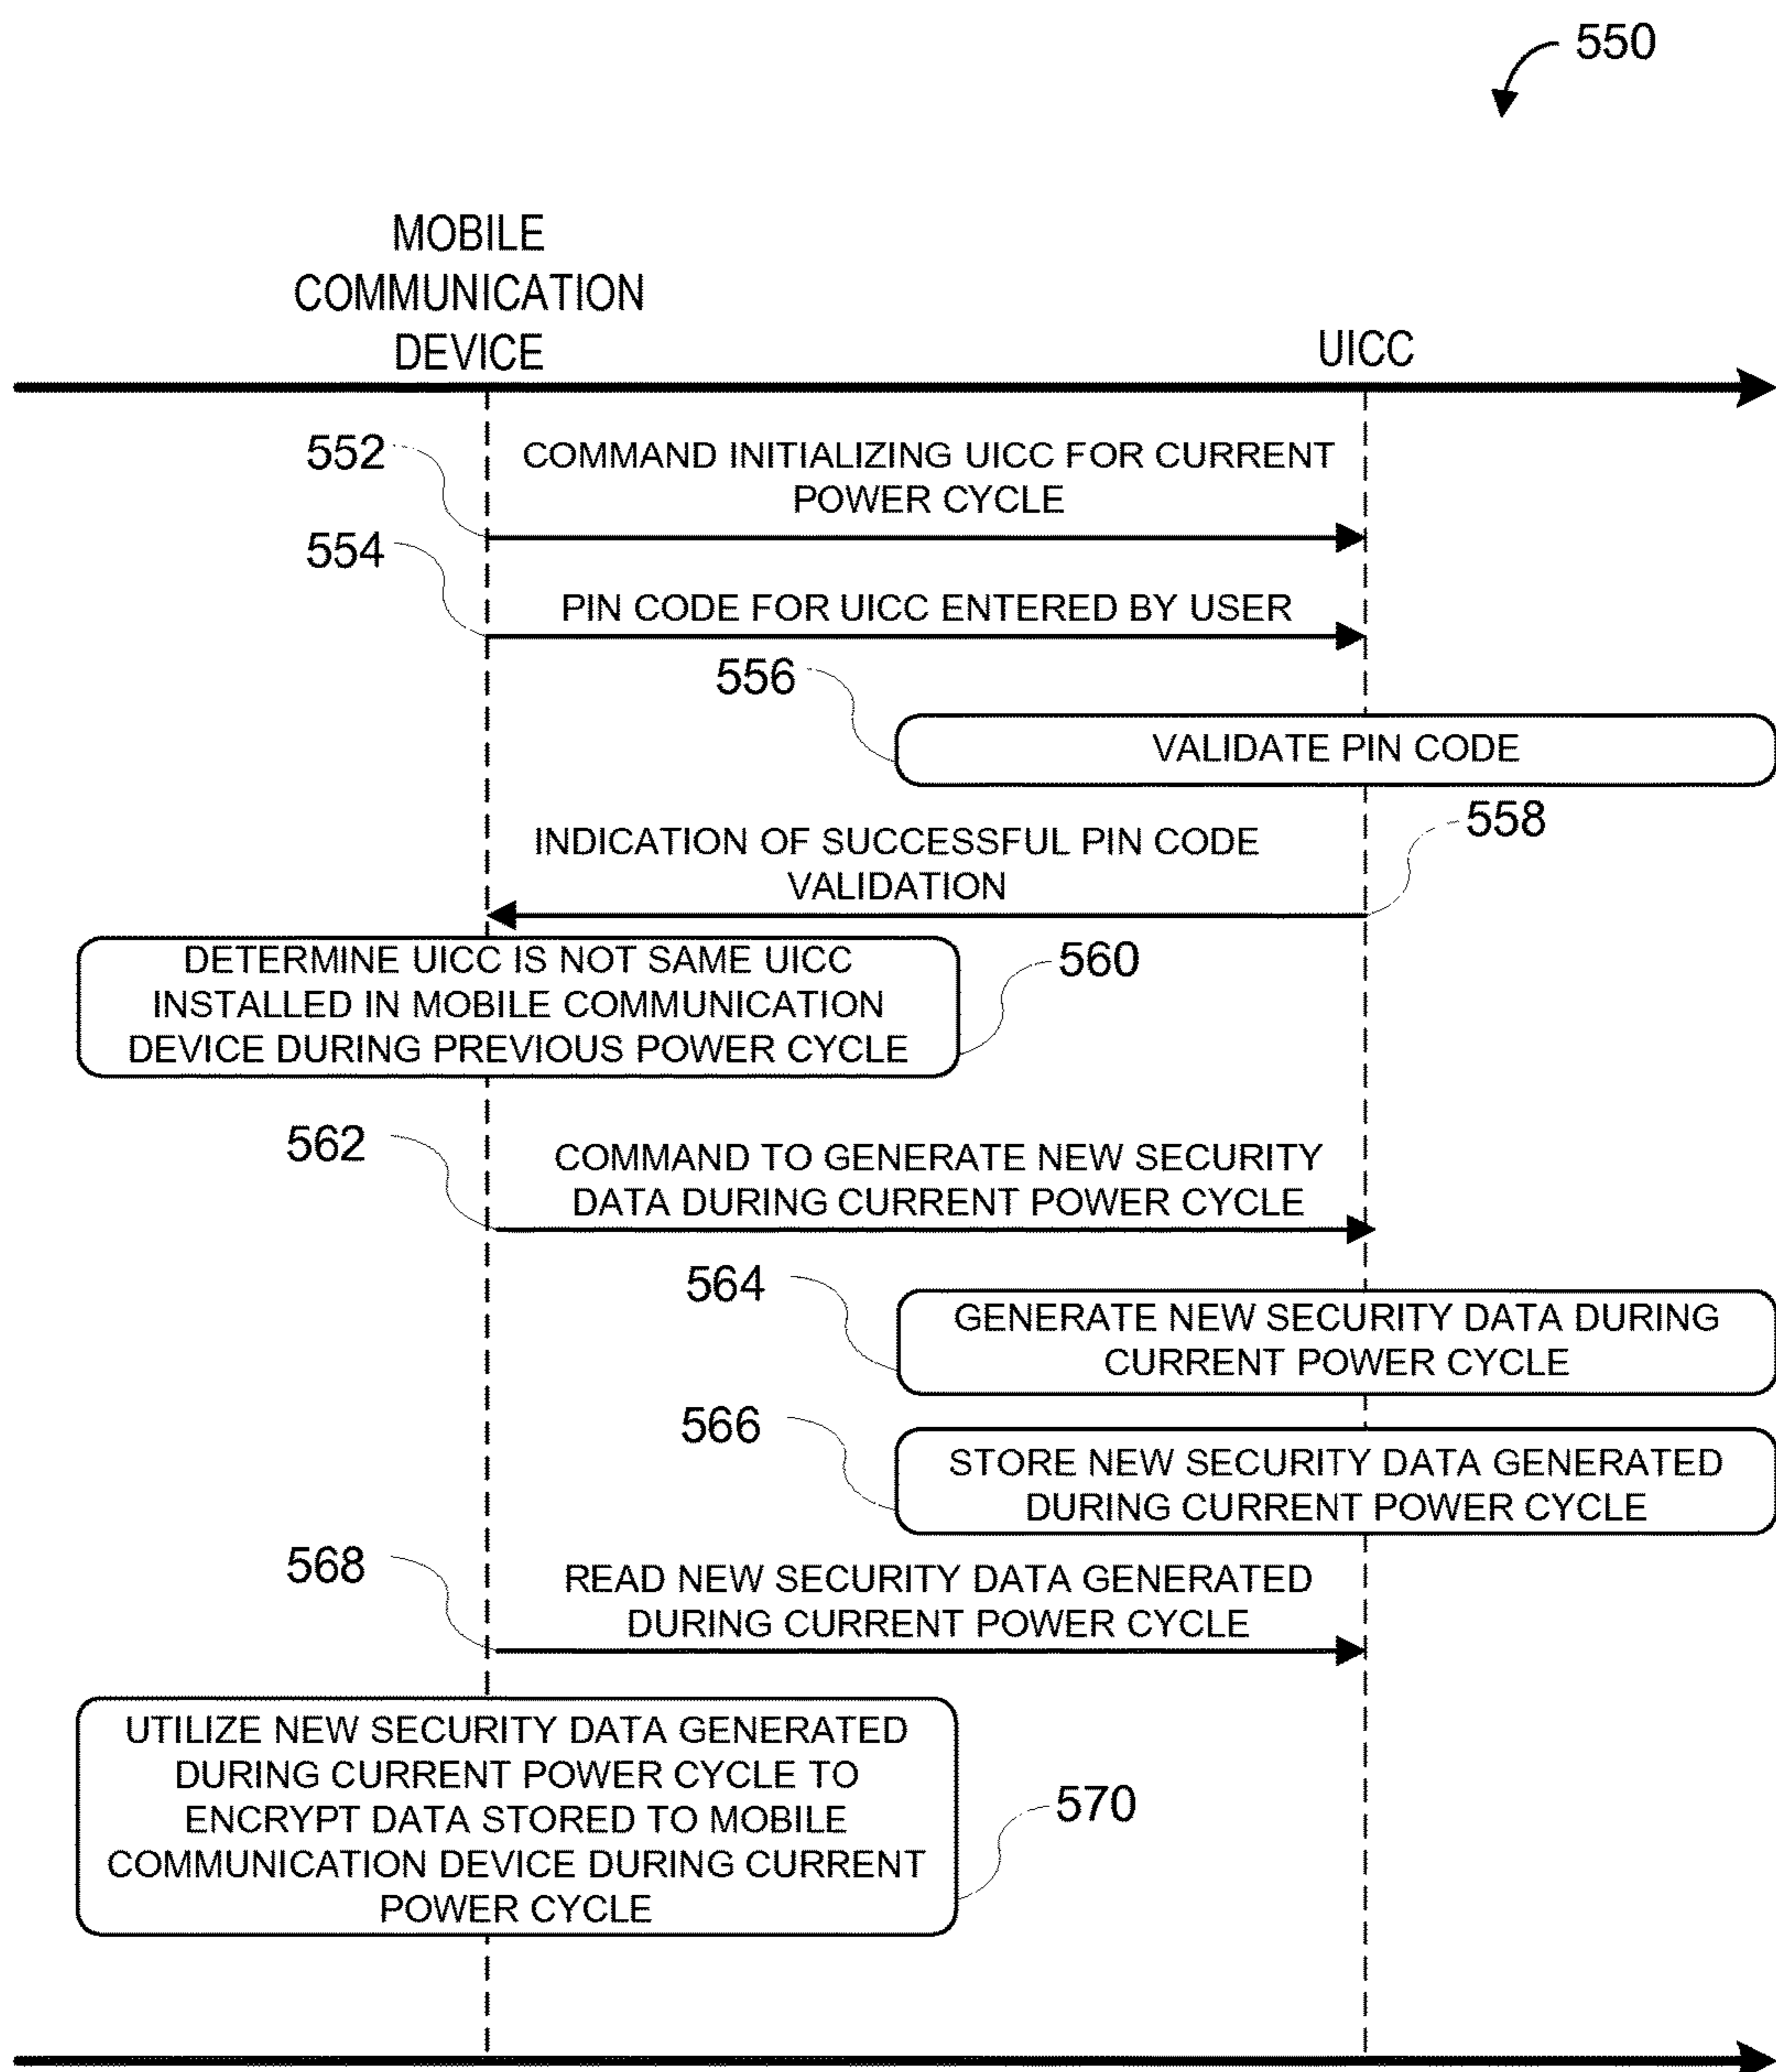 550
MOBILE
COMMUNICATION
DEVICE
UICC
552
COMMAND INITIALIZING UICC FOR CURRENT
POWER CYCLE
554
PIN CODE FOR UICC ENTERED BY USER
556
VALIDATE PIN CODE
558
INDICATION OF SUCCESSFUL PIN CODE
VALIDATION
DETERMINE UICC IS NOT SAME UICC
INSTALLED IN MOBILE COMMUNICATION
DEVICE DURING PREVIOUS POWER CYCLE
560
562
COMMAND TO GENERATE NEW SECURITY
DATA DURING CURRENT POWER CYCLE
564
GENERATE NEW SECURITY DATA DURING
CURRENT POWER CYCLE
566
STORE NEW SECURITY DATA GENERATED
DURING CURRENT POWER CYCLE
568
READ NEW SECURITY DATA GENERATED
DURING CURRENT POWER CYCLE
UTILIZE NEW SECURITY DATA GENERATED
DURING CURRENT POWER CYCLE TO
ENCRYPT DATA STORED TO MOBILE
COMMUNICATION DEVICE DURING CURRENT
POWER CYCLE
570